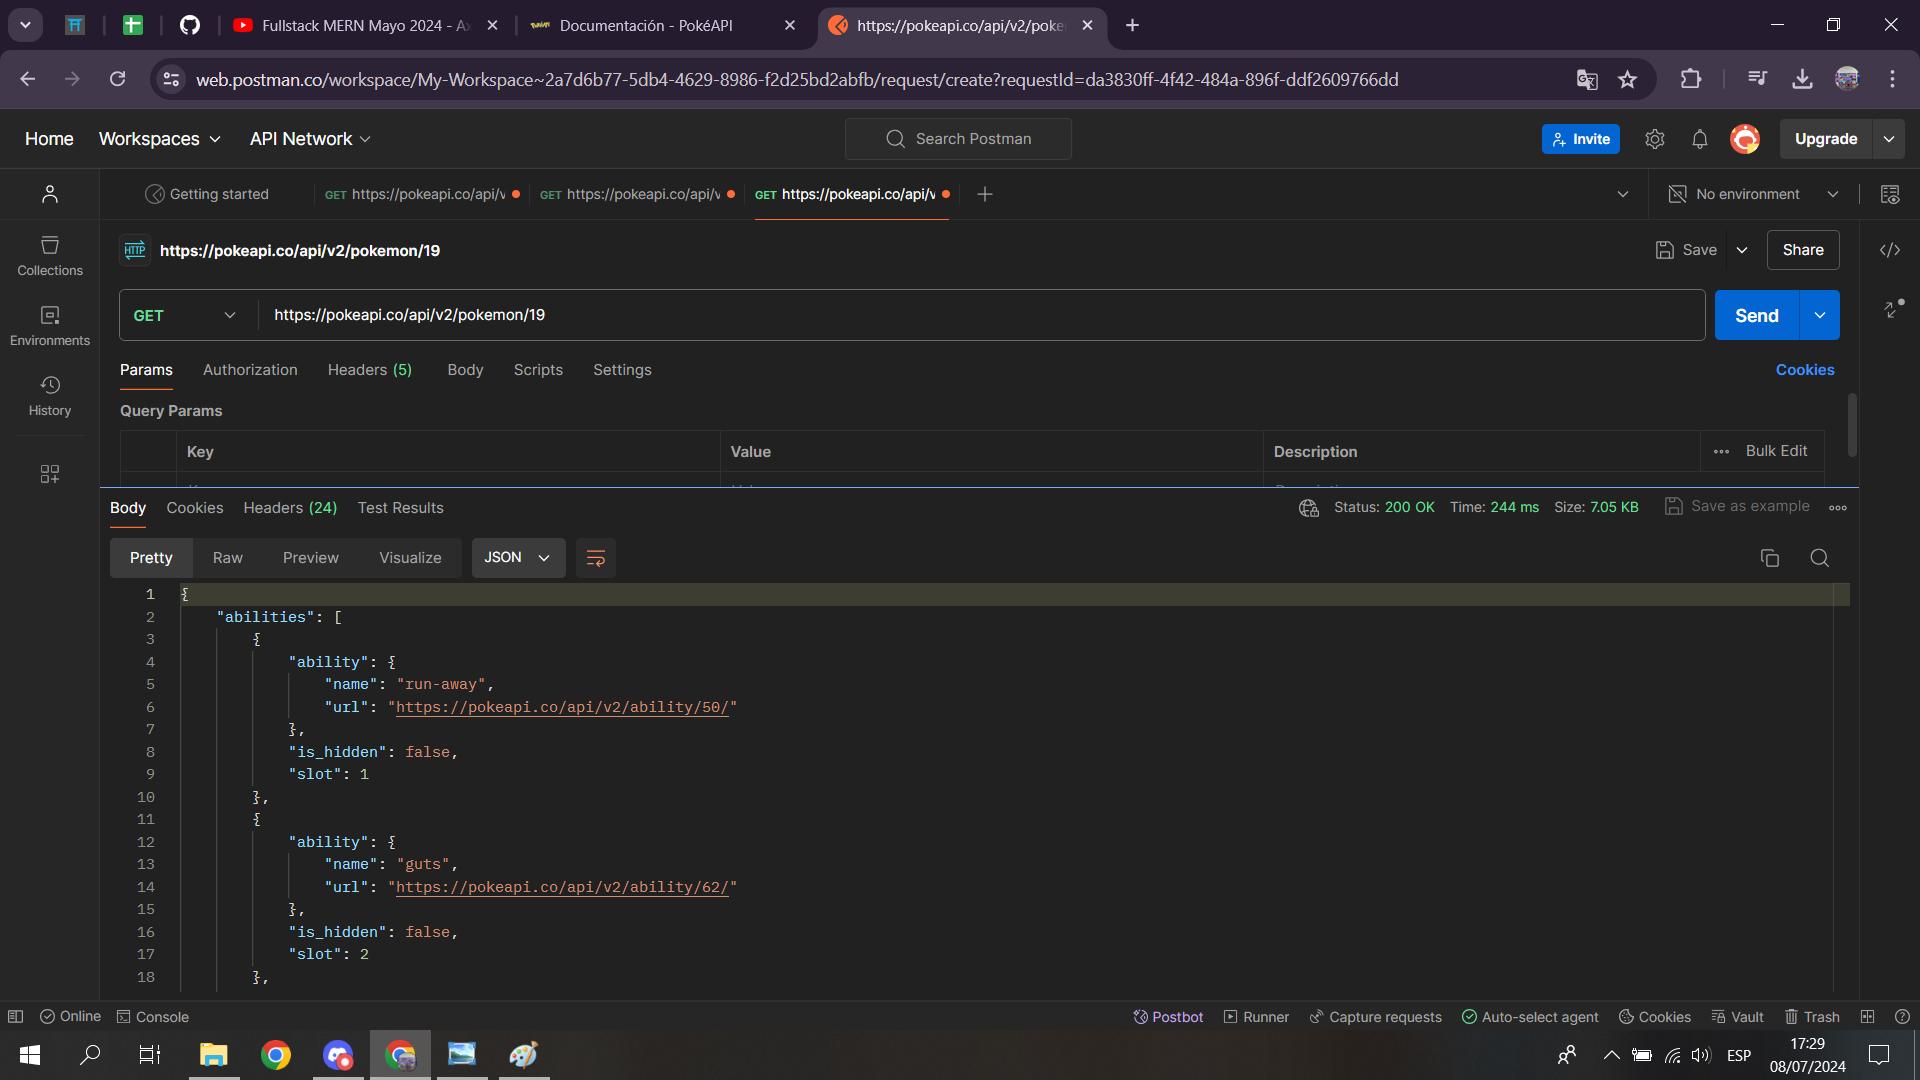 Fullstack MERN Mayo 2024 - Ax
Documentación - PokéAPI
https://pokeapi.co/api/v2/poke
web.postman.co/workspace/My-Workspace~2a7d6b77-5db4-4629-8986-f2d25bd2abfb/request/create?requestId=da3830ff-4f42-484a-896f-ddf2609766dd
Home Workspaces API Network Search Postman Invite Upgrade
Getting started GET https://pokeapi.co/api/v GET https://pokeapi.co/api/v GET https://pokeapi.co/api/v No environment
HTTP https://pokeapi.co/api/v2/pokemon/19 Save Share
Collections
Environments
History
GET https://pokeapi.co/api/v2/pokemon/19 Send
Params Authorization Headers (5) Body Scripts Settings Cookies
Query Params
Key Value Description Bulk Edit
Body Cookies Headers (24) Test Results Status: 200 OK Time: 244 ms Size: 7.05 KB Save as example
Pretty Raw Preview Visualize JSON
1 {
2 "abilities": [
3 {
4 "ability": {
5 "name": "run-away",
6 "url": "https://pokeapi.co/api/v2/ability/50/"
7 },
8 "is_hidden": false,
9 "slot": 1
10 },
11 {
12 "ability": {
13 "name": "guts",
14 "url": "https://pokeapi.co/api/v2/ability/62/"
15 },
16 "is_hidden": false,
17 "slot": 2
18 },
Online Console Postbot Runner Capture requests Auto-select agent Cookies Vault Trash
ESP
17:29
08/07/2024